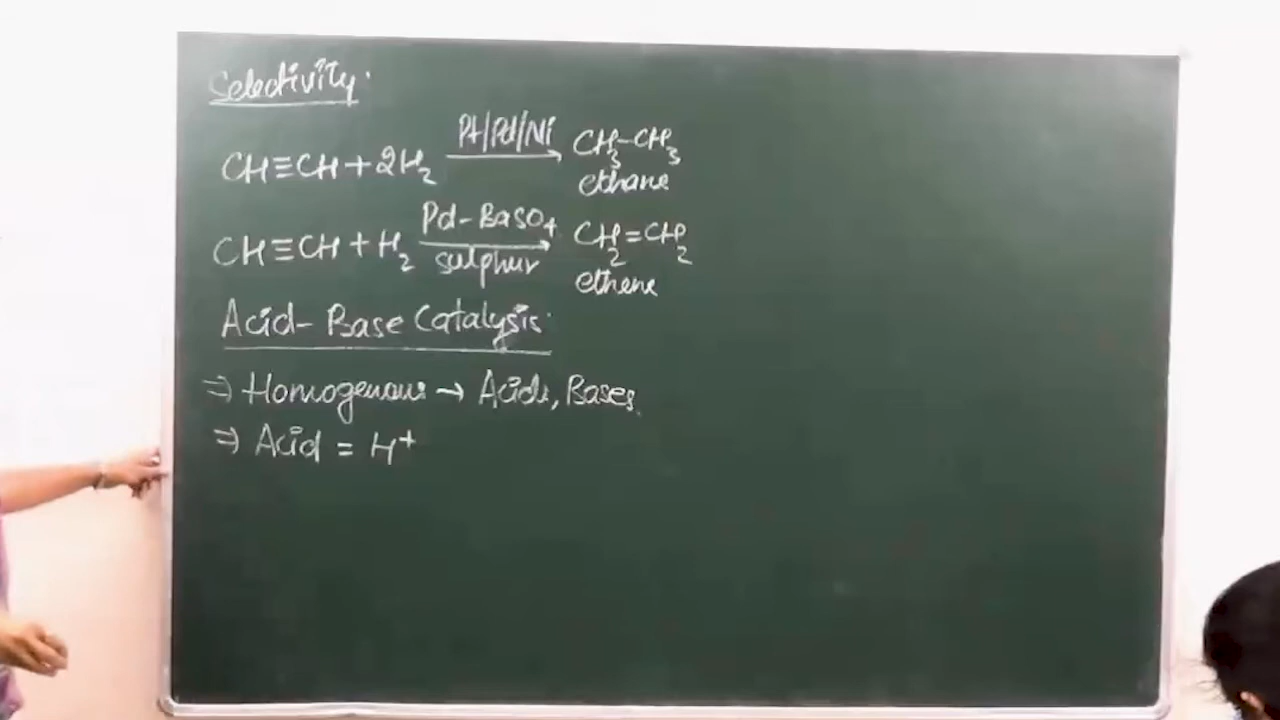 Selectivity:
CH≡CH + 2H₂ Pt/Pd/Ni → CH₃-CH₃
ethane
CH≡CH + H₂ Pd-BaSO₄ → CH₂=CH₂
sulphur
ethene
Acid-Base Catalysis:
⇒ Homogenous → Acids, Bases.
⇒ Acid = H⁺